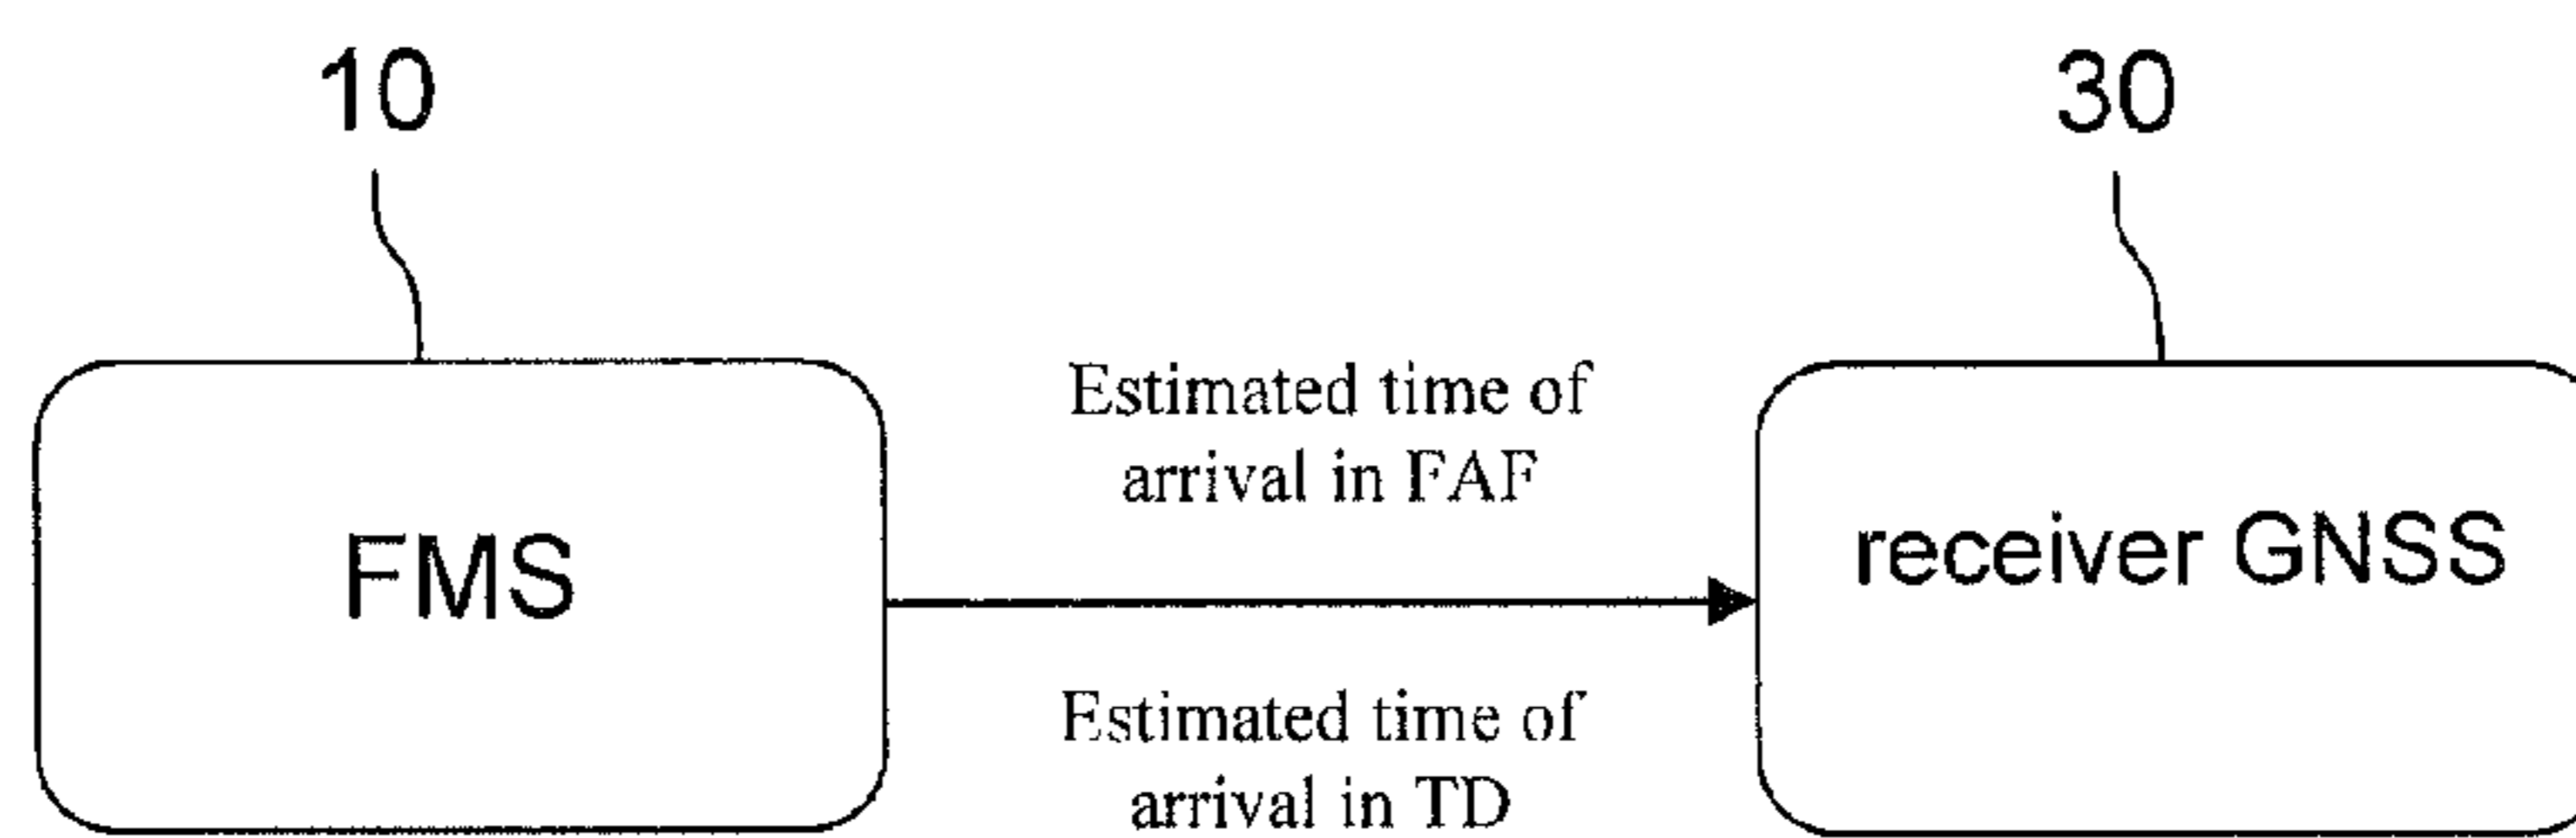 10
30
Estimated time of
arrival in FAF
FMS
receiver GNSS
Estimated time of
arrival in TD